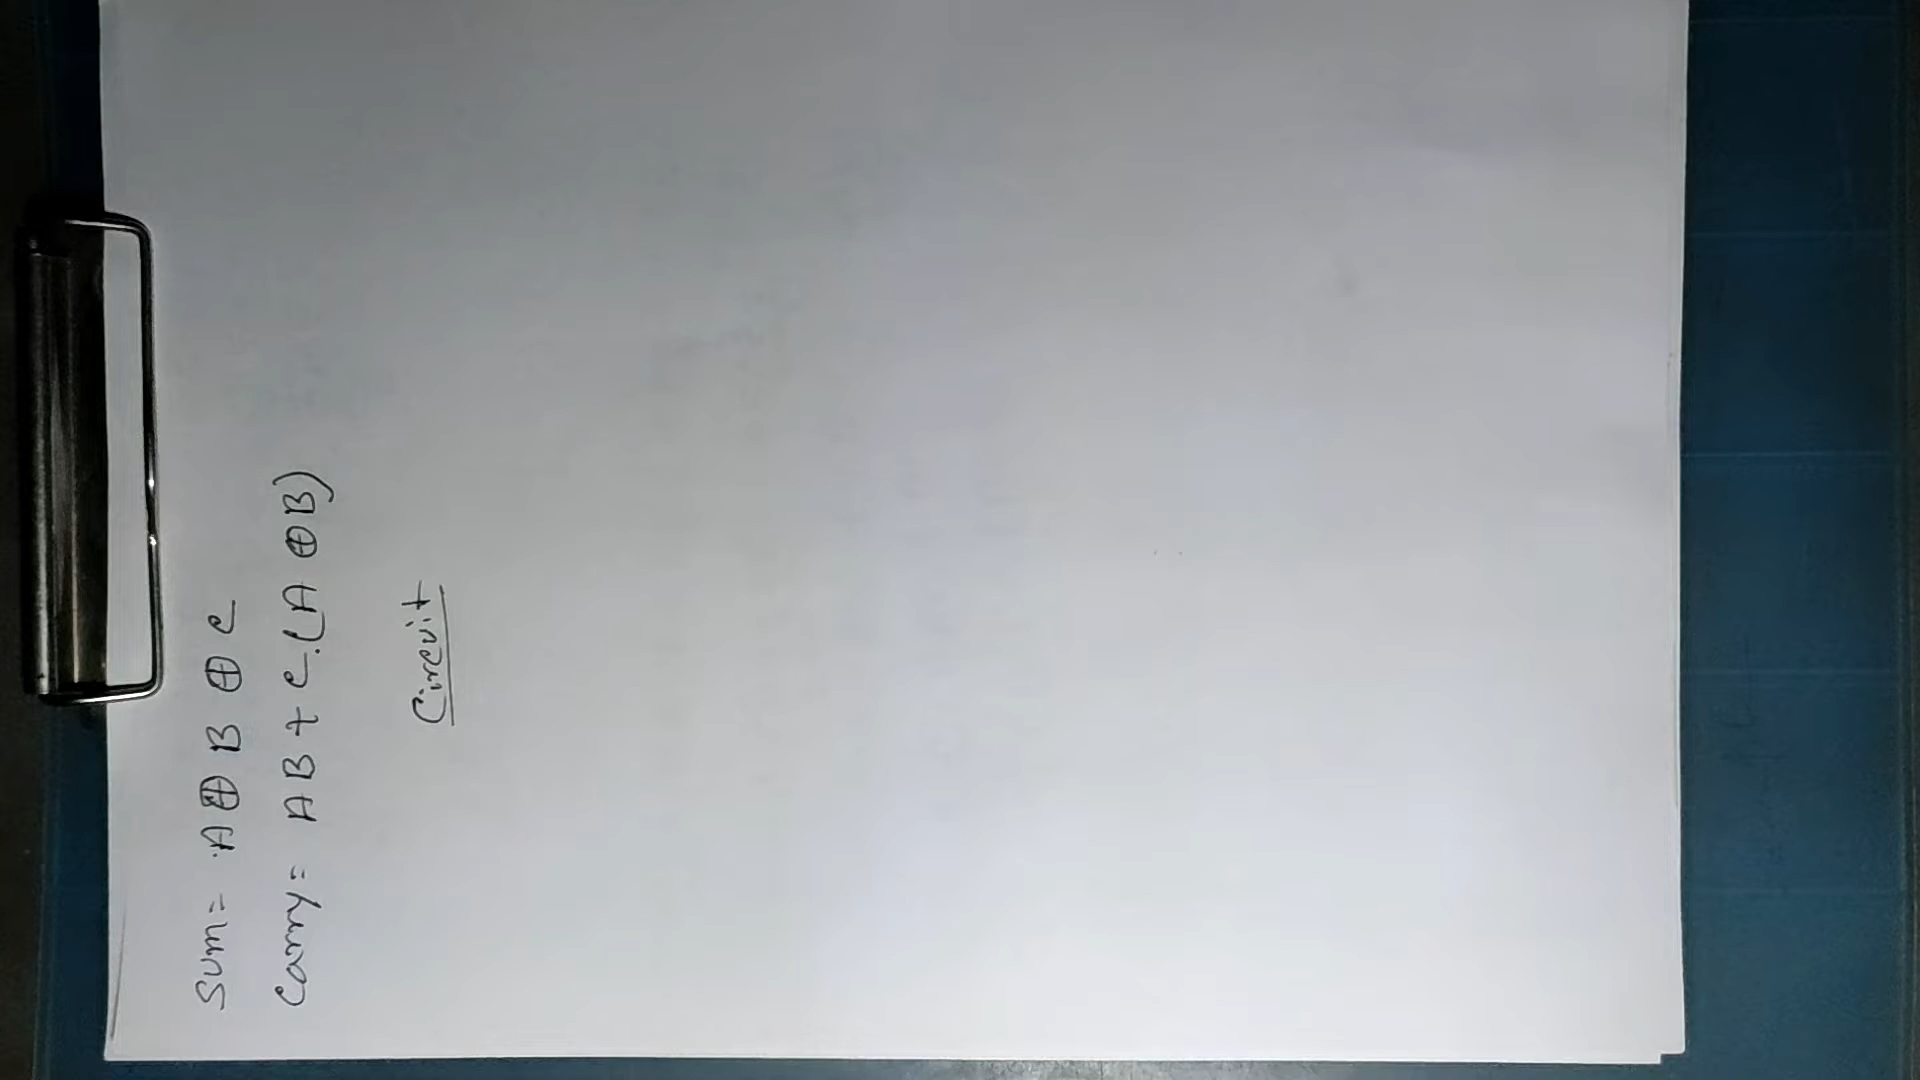 Sum = A ⊕ B ⊕ C
Carry = AB + C.(A ⊕ B)
Circuit